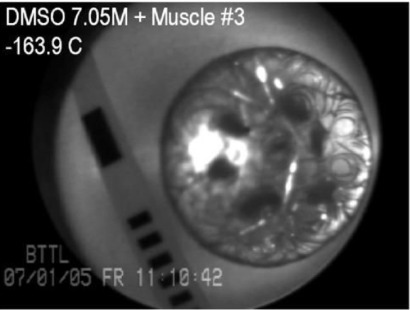 DMSO 7.05M + Muscle #3
-163.9 C
BTTL
07/01/05 FR 11:10:42